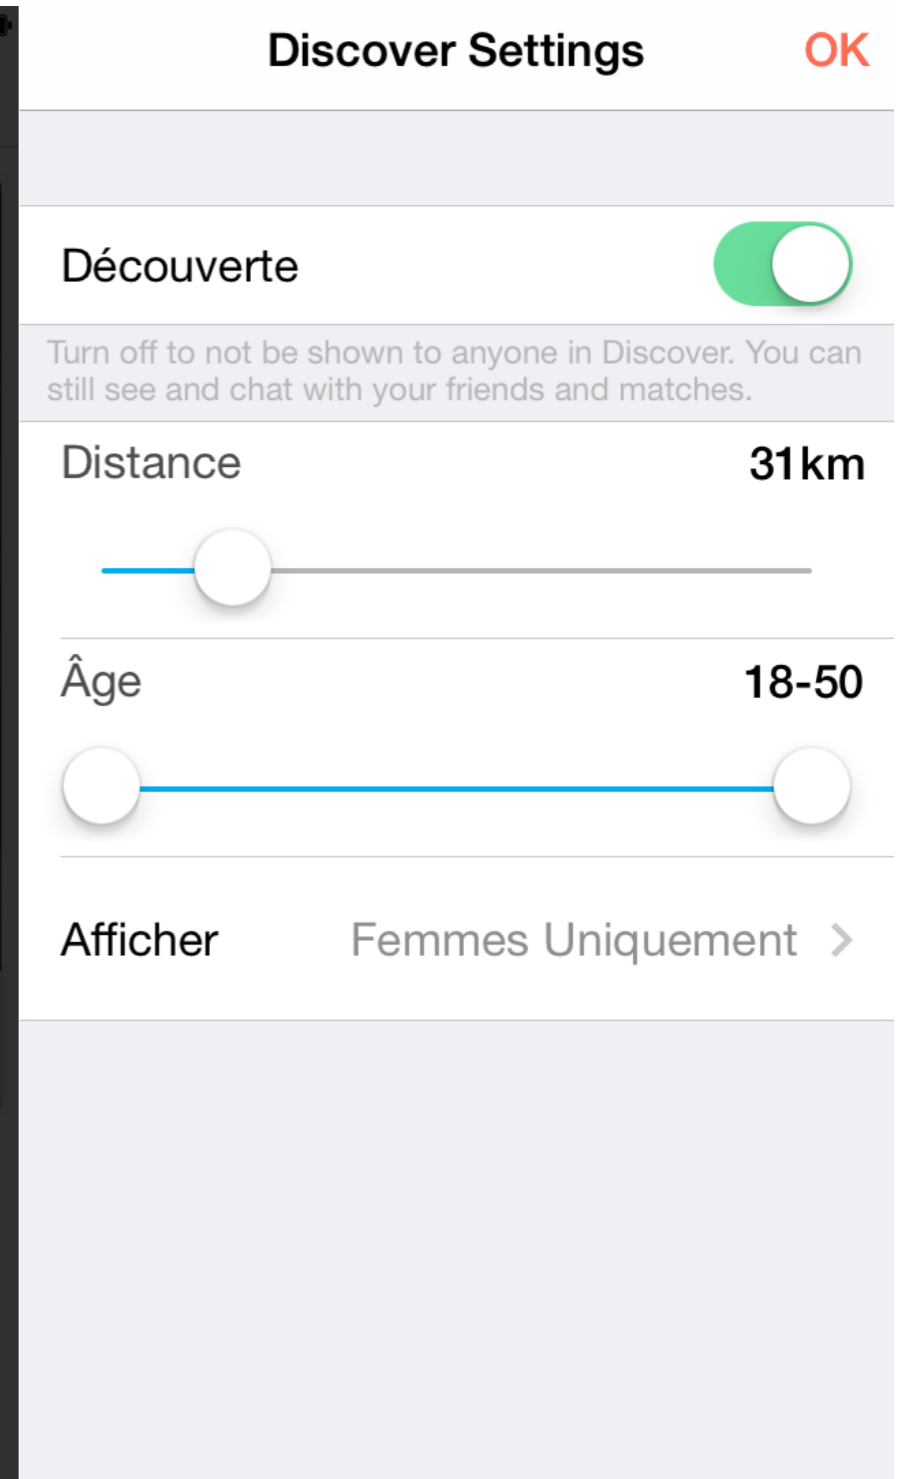 Discover Settings OK
Découverte
Turn off to not be shown to anyone in Discover. You can
still see and chat with your friends and matches.
Distance 31km
Âge 18-50
Afficher Femmes Uniquement